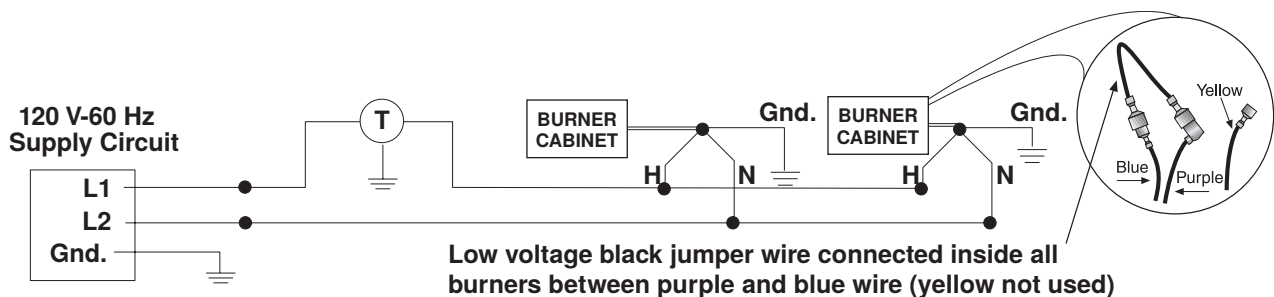 120 V-60 Hz
Supply Circuit
L1
L2
Gnd.
T
BURNER
CABINET
Gnd.
H
N
BURNER
CABINET
Gnd.
H
N
Yellow
Blue
Purple
Low voltage black jumper wire connected inside all
burners between purple and blue wire (yellow not used)